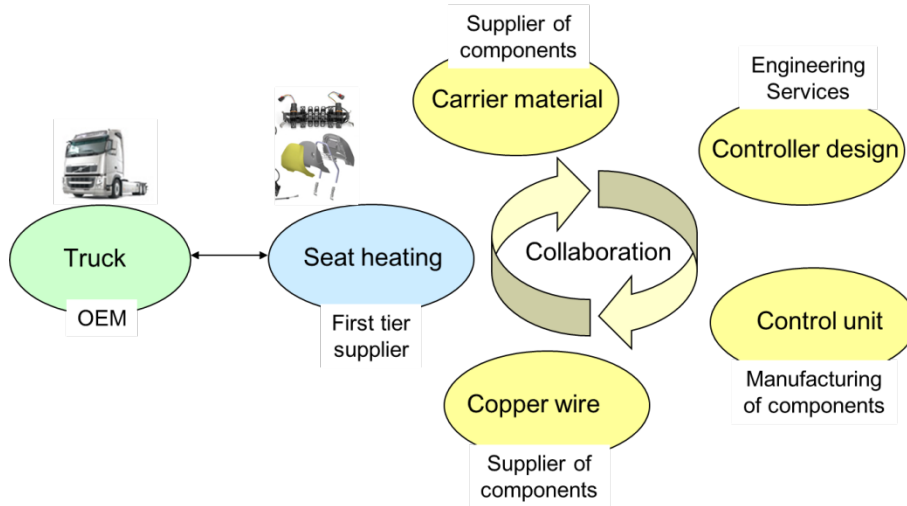 Supplier of
components
Carrier material
Engineering
Services
Controller design
Truck
OEM
Seat heating
First tier
supplier
Collaboration
Control unit
Manufacturing
of components
Copper wire
Supplier of
components